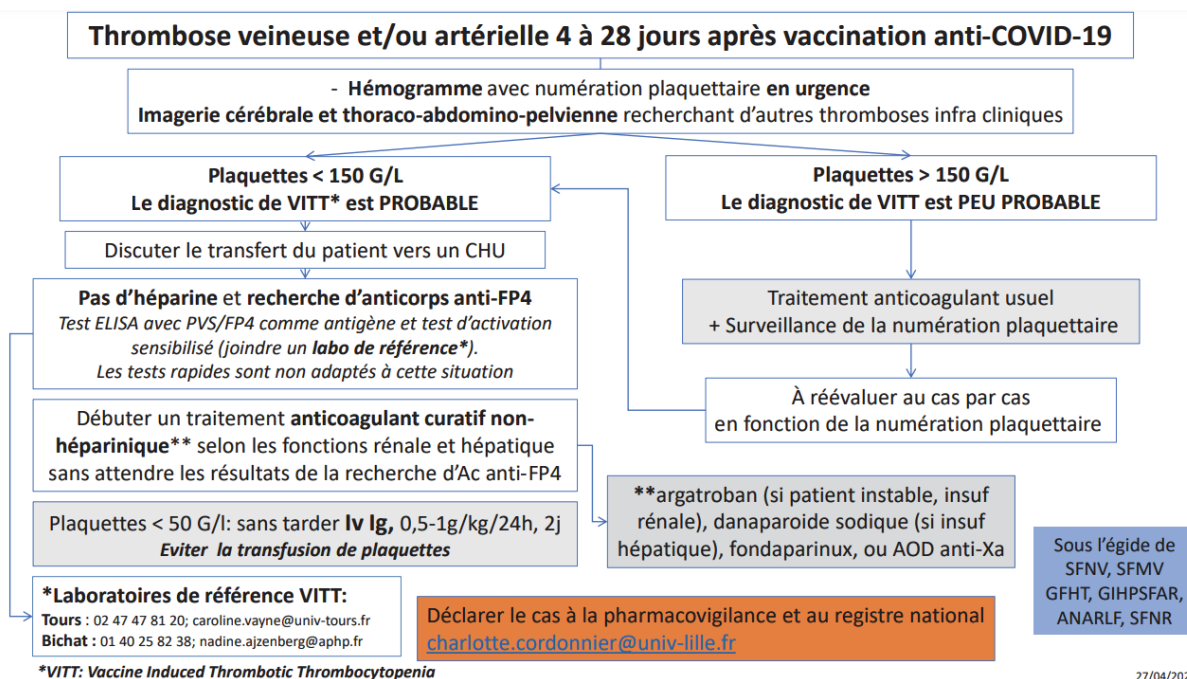 Thrombose veineuse et/ou artérielle 4 à 28 jours après vaccination anti-COVID-19
- Hémogramme avec numération plaquettaire en urgence
Imagerie cérébrale et thoraco-abdomino-pelvienne recherchant d'autres thromboses infra cliniques
Plaquettes < 150 G/L
Le diagnostic de VITT* est PROBABLE
Plaquettes > 150 G/L
Le diagnostic de VITT est PEU PROBABLE
Discuter le transfert du patient vers un CHU
Pas d'héparine et recherche d'anticorps anti-FP4
Test ELISA avec PVS/FP4 comme antigène et test d'activation
sensibilisé (joindre un labo de référence*).
Les tests rapides sont non adaptés à cette situation
Traitement anticoagulant usuel
+ Surveillance de la numération plaquettaire
À réévaluer au cas par cas
en fonction de la numération plaquettaire
Débuter un traitement anticoagulant curatif non-
héparinique** selon les fonctions rénale et hépatique
sans attendre les résultats de la recherche d'Ac anti-FP4
**argatroban (si patient instable, insuf
rénale), danaparoide sodique (si insuf
hépatique), fondaparinux, ou AOD anti-Xa
Plaquettes < 50 G/l: sans tarder Iv Ig, 0,5-1g/kg/24h, 2j
Eviter la transfusion de plaquettes
*Laboratoires de référence VITT:
Tours : 02 47 47 81 20; caroline.vayne@univ-tours.fr
Bichat : 01 40 25 82 38; nadine.ajzenberg@aphp.fr
Déclarer le cas à la pharmacovigilance et au registre national
charlotte.cordonnier@univ-lille.fr
Sous l'égide de
SFNV, SFMV
GFHT, GIHPSFAR,
ANARLF, SFNR
*VITT: Vaccine Induced Thrombotic Thrombocytopenia